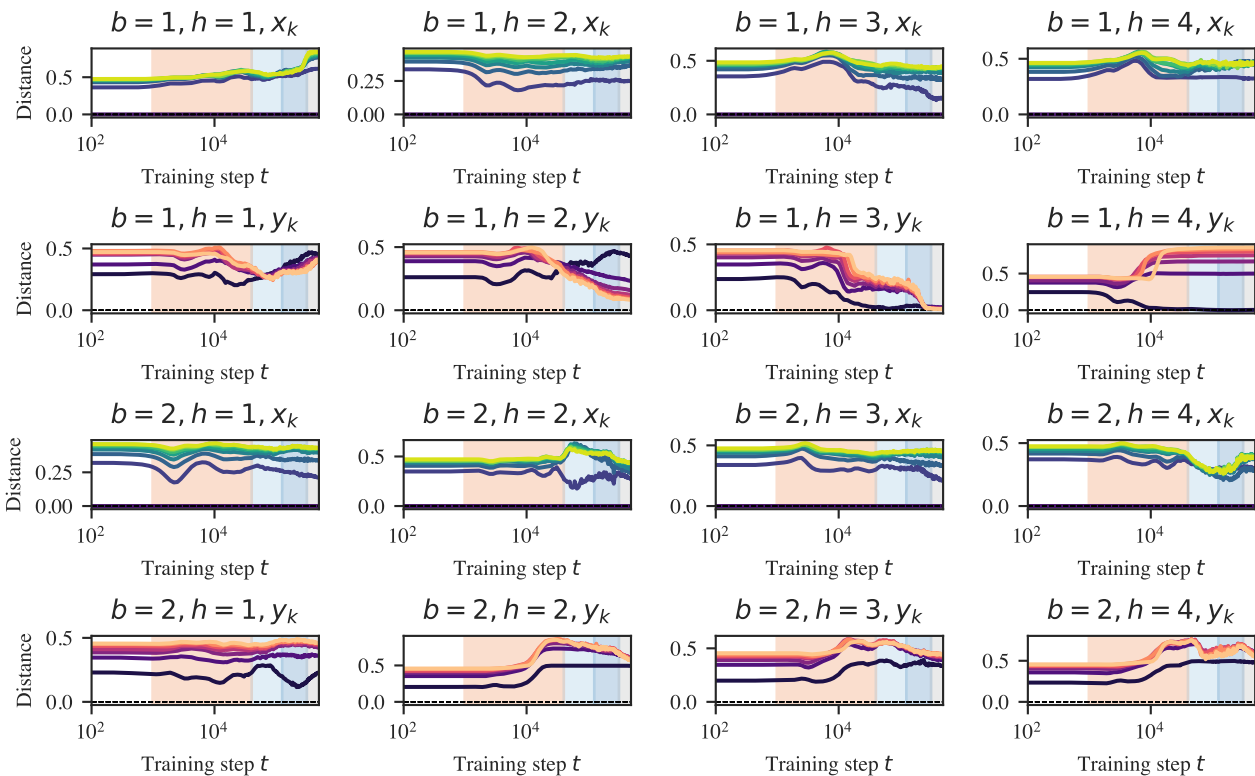 b = 1, h = 1, x_k b = 1, h = 2, x_k b = 1, h = 3, x_k b = 1, h = 4, x_k
Distance 0.5 0.0 0.25 0.00 0.5 0.0 0.5 0.0
10^2 10^4 10^2 10^4 10^2 10^4 10^2 10^4
Training step t Training step t Training step t Training step t
b = 1, h = 1, y_k b = 1, h = 2, y_k b = 1, h = 3, y_k b = 1, h = 4, y_k
Distance 0.5 0.0 0.5 0.0 0.5 0.0 0.5 0.0
10^2 10^4 10^2 10^4 10^2 10^4 10^2 10^4
Training step t Training step t Training step t Training step t
b = 2, h = 1, x_k b = 2, h = 2, x_k b = 2, h = 3, x_k b = 2, h = 4, x_k
Distance 0.25 0.00 0.5 0.0 0.5 0.0 0.5 0.0
10^2 10^4 10^2 10^4 10^2 10^4 10^2 10^4
Training step t Training step t Training step t Training step t
b = 2, h = 1, y_k b = 2, h = 2, y_k b = 2, h = 3, y_k b = 2, h = 4, y_k
Distance 0.5 0.0 0.5 0.0 0.5 0.0 0.5 0.0
10^2 10^4 10^2 10^4 10^2 10^4 10^2 10^4
Training step t Training step t Training step t Training step t